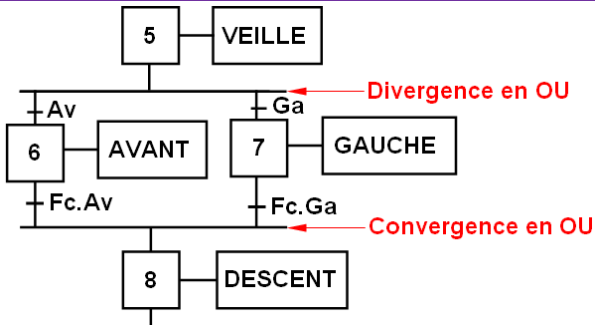 5 VEILLE
Divergence en OU
Av Ga
6 AVANT 7 GAUCHE
Fc.Av Fc.Ga
Convergence en OU
8 DESCENT